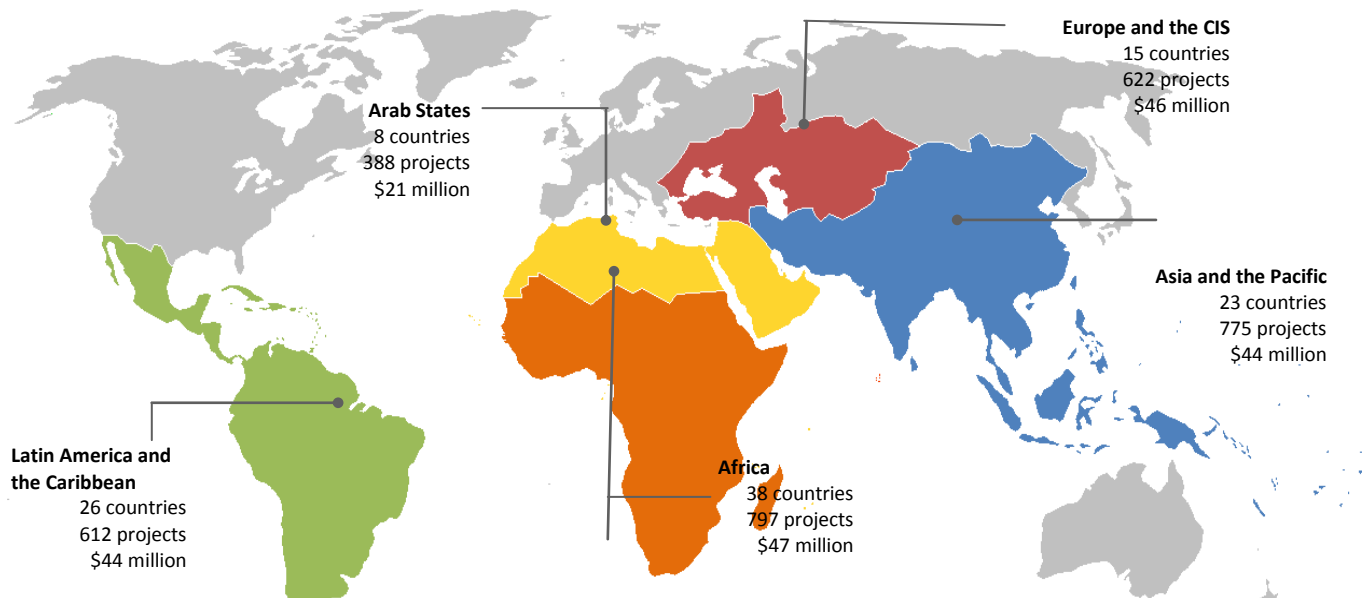 Europe and the CIS
15 countries
622 projects
$46 million
Arab States
8 countries
388 projects
$21 million
Asia and the Pacific
23 countries
775 projects
$44 million
Latin America and
the Caribbean
26 countries
612 projects
$44 million
Africa
38 countries
797 projects
$47 million